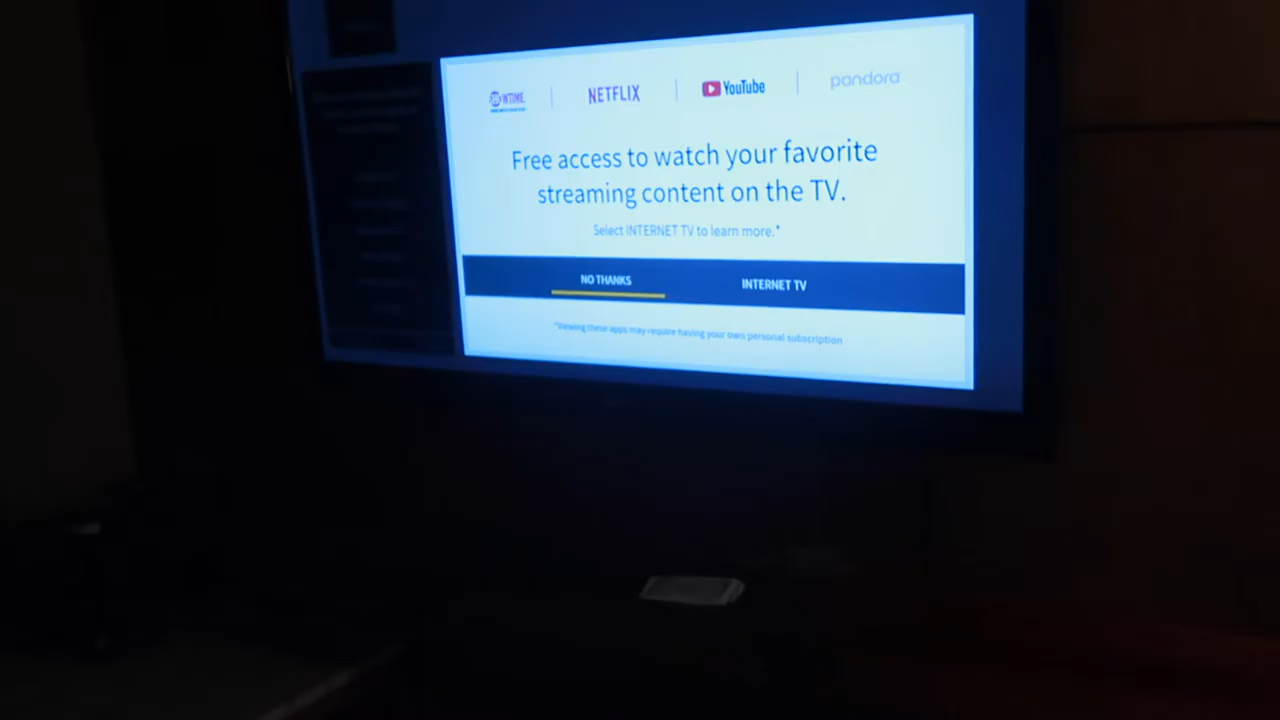 SHOWTIME
NETFLIX
YouTube
pandora
Free access to watch your favorite
streaming content on the TV.
Select INTERNET TV to learn more.*
NO THANKS
INTERNET TV
*Viewing these apps may require having your own personal subscription